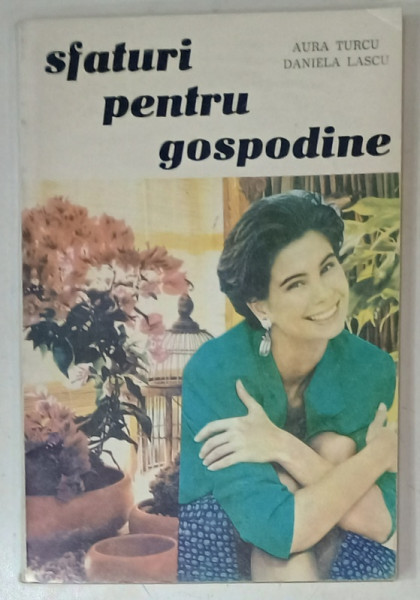 AURA TURCU
DANIELA LASCU
sfaturi
pentru
gospodine